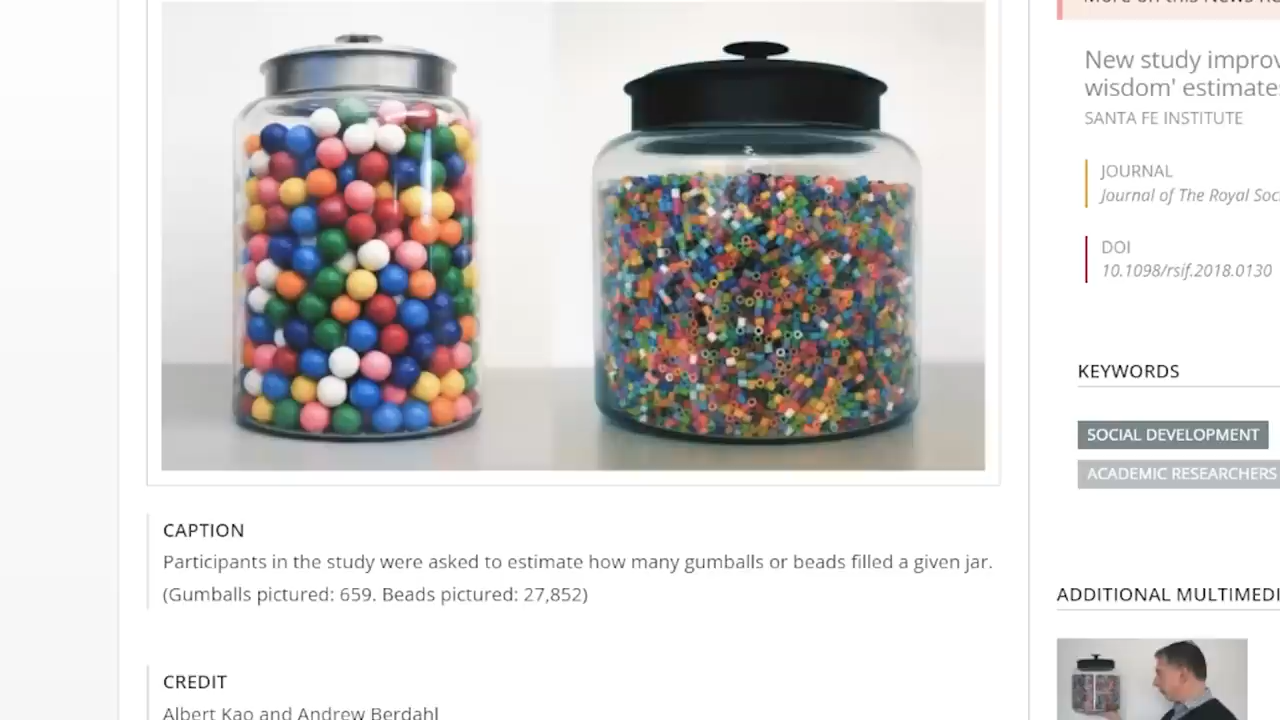 New study improv
wisdom' estimate
SANTA FE INSTITUTE
JOURNAL
Journal of The Royal Soc
DOI
10.1098/rsif.2018.0130
KEYWORDS
SOCIAL DEVELOPMENT
ACADEMIC RESEARCHERS
CAPTION
Participants in the study were asked to estimate how many gumballs or beads filled a given jar.
(Gumballs pictured: 659. Beads pictured: 27,852)
ADDITIONAL MULTIMEDI
CREDIT
Albert Kao and Andrew Berdahl